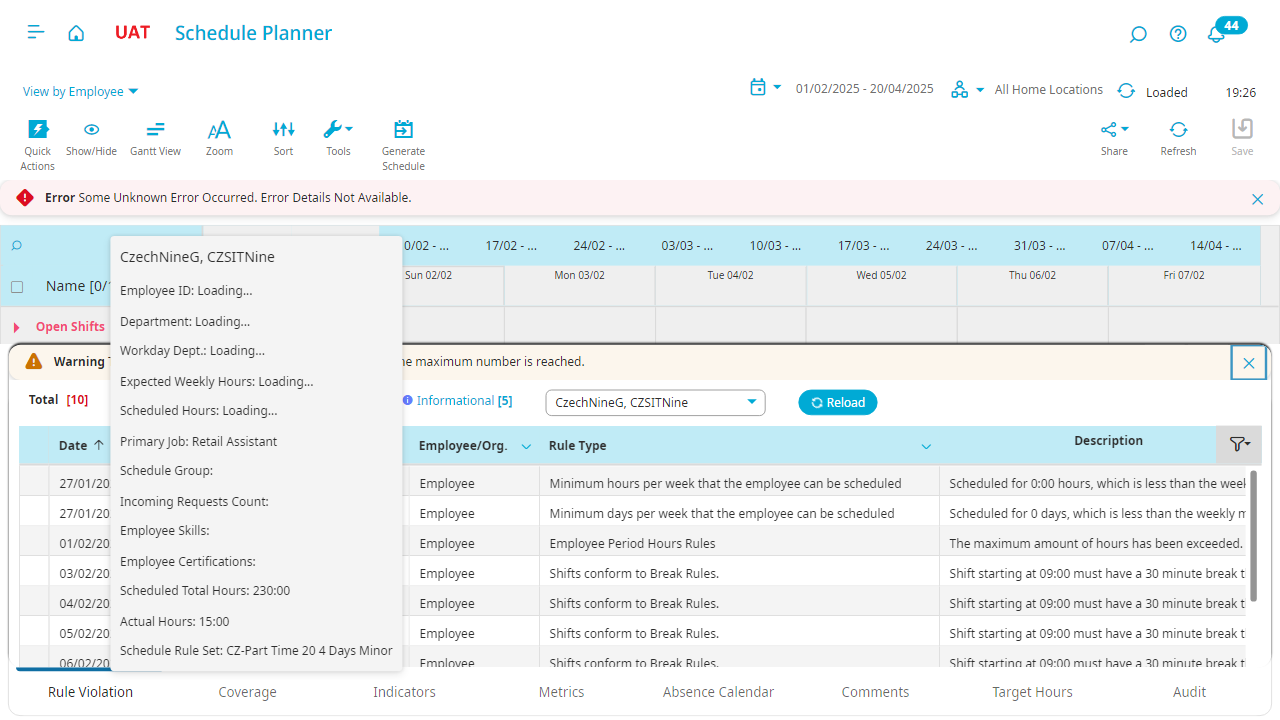 UAT
Schedule Planner
44
View by Employee
01/02/2025 - 20/04/2025
All Home Locations
Loaded
19:26
Quick Actions
Show/Hide
Gantt View
Zoom
Sort
Tools
Generate Schedule
Share
Refresh
Save
Error Some Unknown Error Occurred. Error Details Not Available.
0/02 - ...
17/02 - ...
24/02 - ...
03/03 - ...
10/03 - ...
17/03 - ...
24/03 - ...
31/03 - ...
07/04 - ...
14/04 - ...
Name [0/
Sun 02/02
Mon 03/02
Tue 04/02
Wed 05/02
Thu 06/02
Fri 07/02
Open Shifts
CzechNineG, CZSITNine
Employee ID: Loading...
Department: Loading...
Workday Dept.: Loading...
Expected Weekly Hours: Loading...
Scheduled Hours: Loading...
Primary Job: Retail Assistant
Schedule Group:
Incoming Requests Count:
Employee Skills:
Employee Certifications:
Scheduled Total Hours: 230:00
Actual Hours: 15:00
Schedule Rule Set: CZ-Part Time 20 4 Days Minor
Warning
maximum number is reached.
Total [10]
Informational [5]
CzechNineG, CZSITNine
Reload
Date
Employee/Org.
Rule Type
Description
27/01/20 Employee Minimum hours per week that the employee can be scheduled Scheduled for 0:00 hours, which is less than the week
27/01/20 Employee Minimum days per week that the employee can be scheduled Scheduled for 0 days, which is less than the weekly m
01/02/20 Employee Employee Period Hours Rules The maximum amount of hours has been exceeded.
03/02/20 Employee Shifts conform to Break Rules. Shift starting at 09:00 must have a 30 minute break t
04/02/20 Employee Shifts conform to Break Rules. Shift starting at 09:00 must have a 30 minute break t
05/02/20 Employee Shifts conform to Break Rules. Shift starting at 09:00 must have a 30 minute break t
06/02/20 Employee Shifts conform to Break Rules. Shift starting at 09:00 must have a 30 minute break t
Rule Violation
Coverage
Indicators
Metrics
Absence Calendar
Comments
Target Hours
Audit